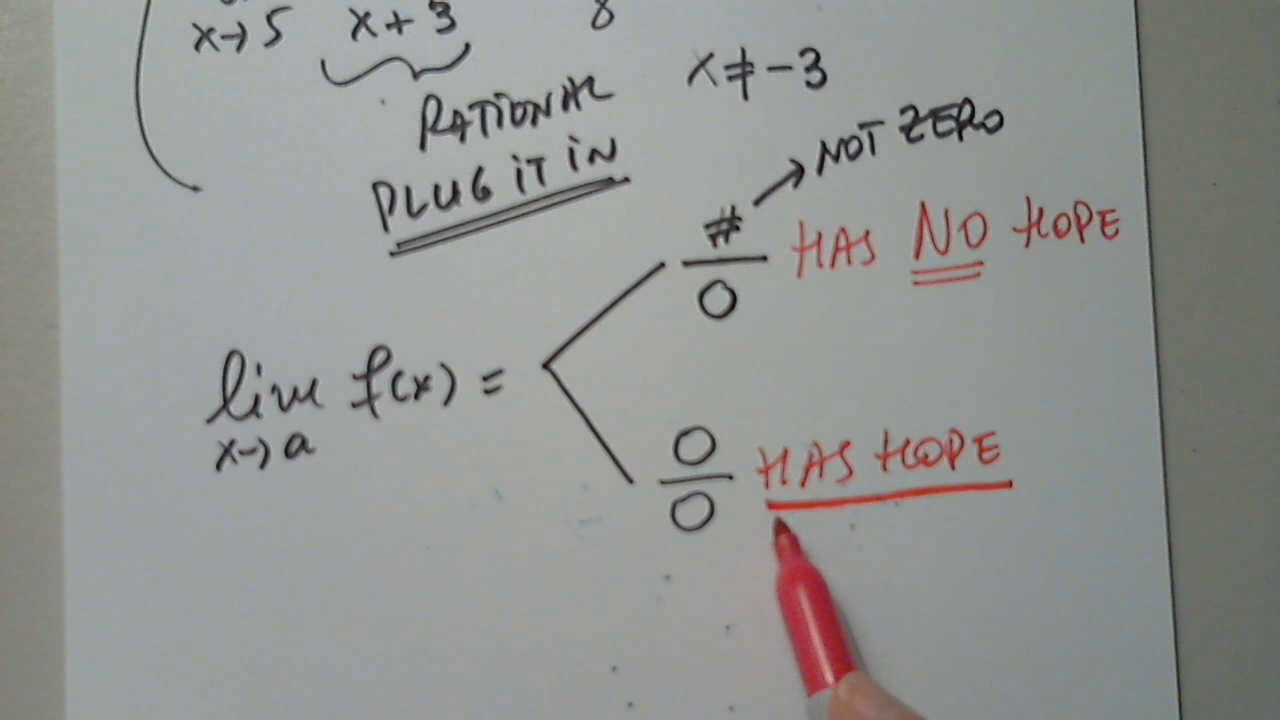 x→5 x+3 8
x≠-3
RATIONAL
PLUG IT IN
→ NOT ZERO
#
0
HAS NO HOPE
lim f(x) =
x→a
0
0
HAS HOPE